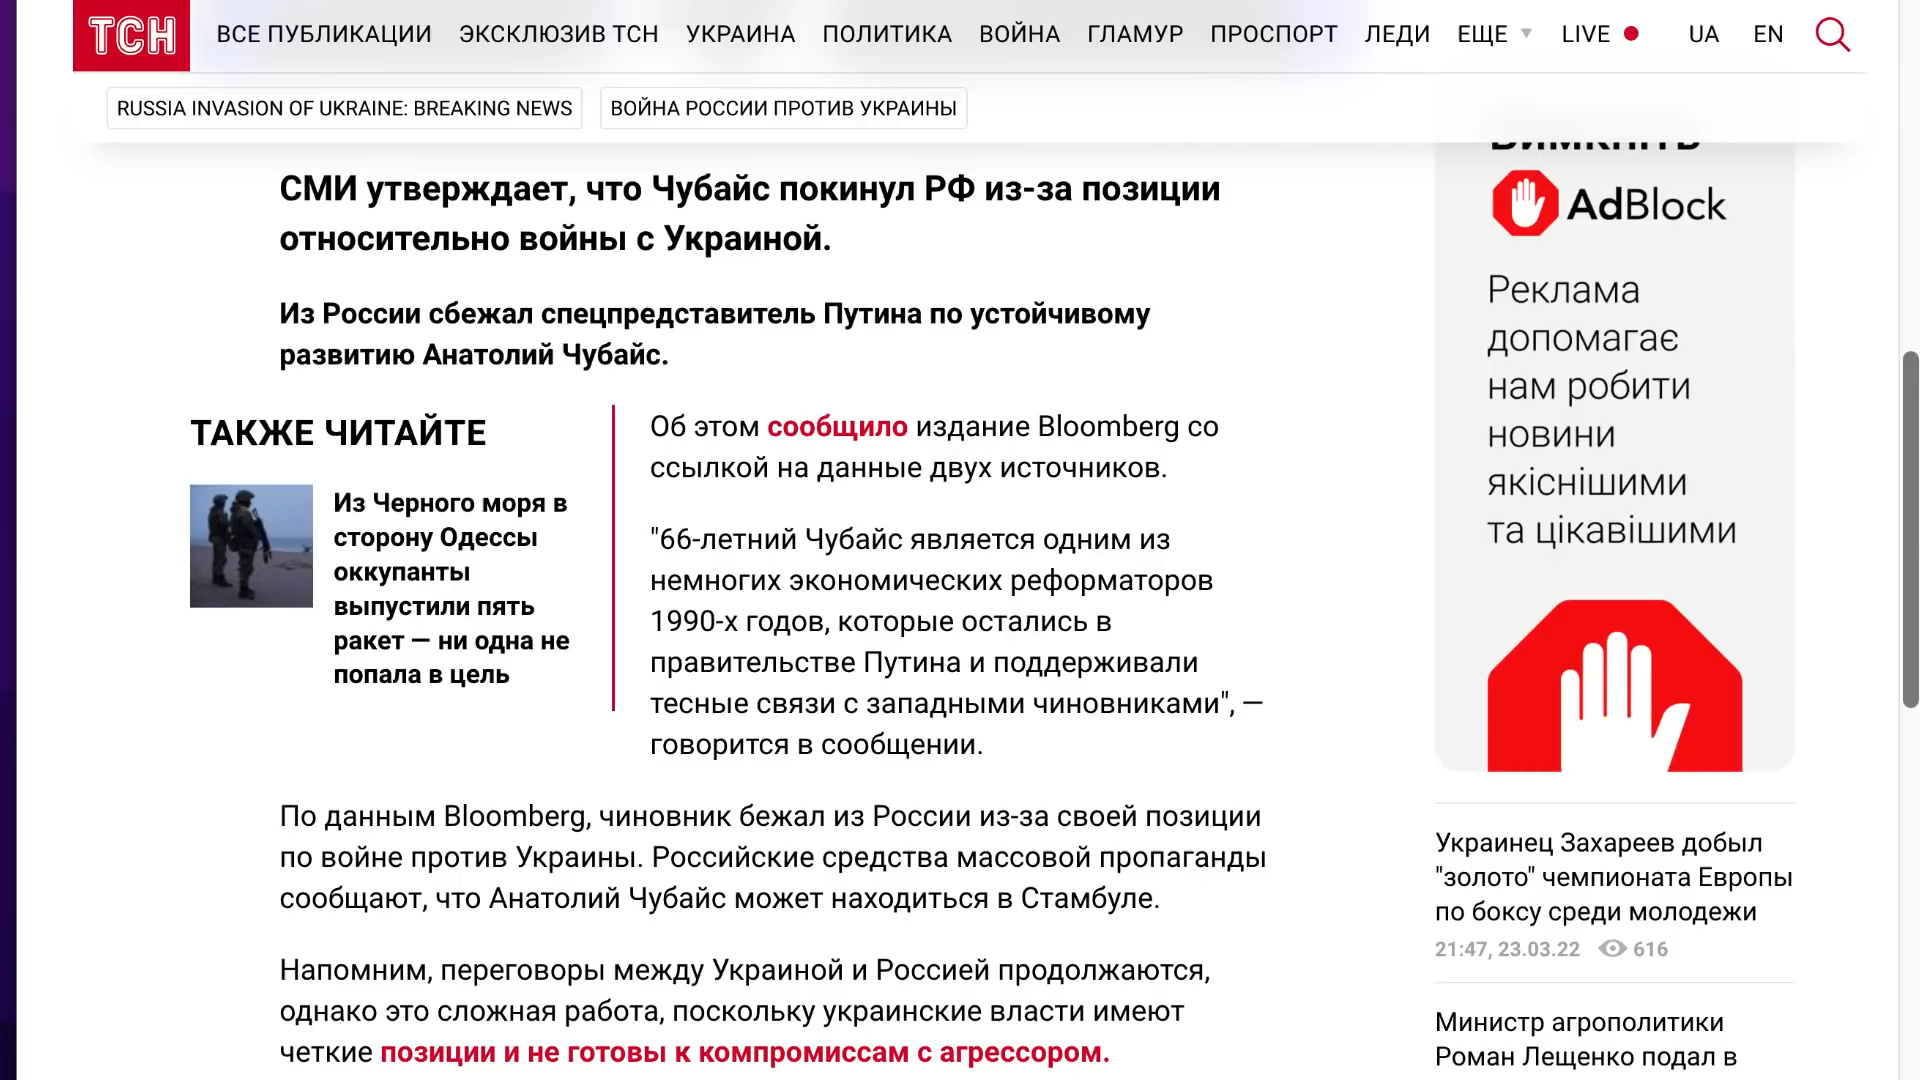 ТСН
ВСЕ ПУБЛИКАЦИИ ЭКСКЛЮЗИВ ТСН УКРАИНА ПОЛИТИКА ВОЙНА ГЛАМУР ПРОСПОРТ ЛЕДИ ЕЩЕ LIVE UA EN
RUSSIA INVASION OF UKRAINE: BREAKING NEWS
ВОЙНА РОССИИ ПРОТИВ УКРАИНЫ
СМИ утверждает, что Чубайс покинул РФ из-за позиции
относительно войны с Украиной.
Из России сбежал спецпредставитель Путина по устойчивому
развитию Анатолий Чубайс.
ТАКЖЕ ЧИТАЙТЕ
Из Черного моря в
сторону Одессы
оккупанты
выпустили пять
ракет — ни одна не
попала в цель
Об этом сообщило издание Bloomberg со
ссылкой на данные двух источников.
"66-летний Чубайс является одним из
немногих экономических реформаторов
1990-х годов, которые остались в
правительстве Путина и поддерживали
тесные связи с западными чиновниками", —
говорится в сообщении.
По данным Bloomberg, чиновник бежал из России из-за своей позиции
по войне против Украины. Российские средства массовой пропаганды
сообщают, что Анатолий Чубайс может находиться в Стамбуле.
Напомним, переговоры между Украиной и Россией продолжаются,
однако это сложная работа, поскольку украинские власти имеют
четкие позиции и не готовы к компромиссам с агрессором.
AdBlock
Реклама
допомагає
нам робити
новини
якіснішими
та цікавішими
Украинец Захареев добыл
"золото" чемпионата Европы
по боксу среди молодежи
21:47, 23.03.22 616
Министр агрополитики
Роман Лещенко подал в